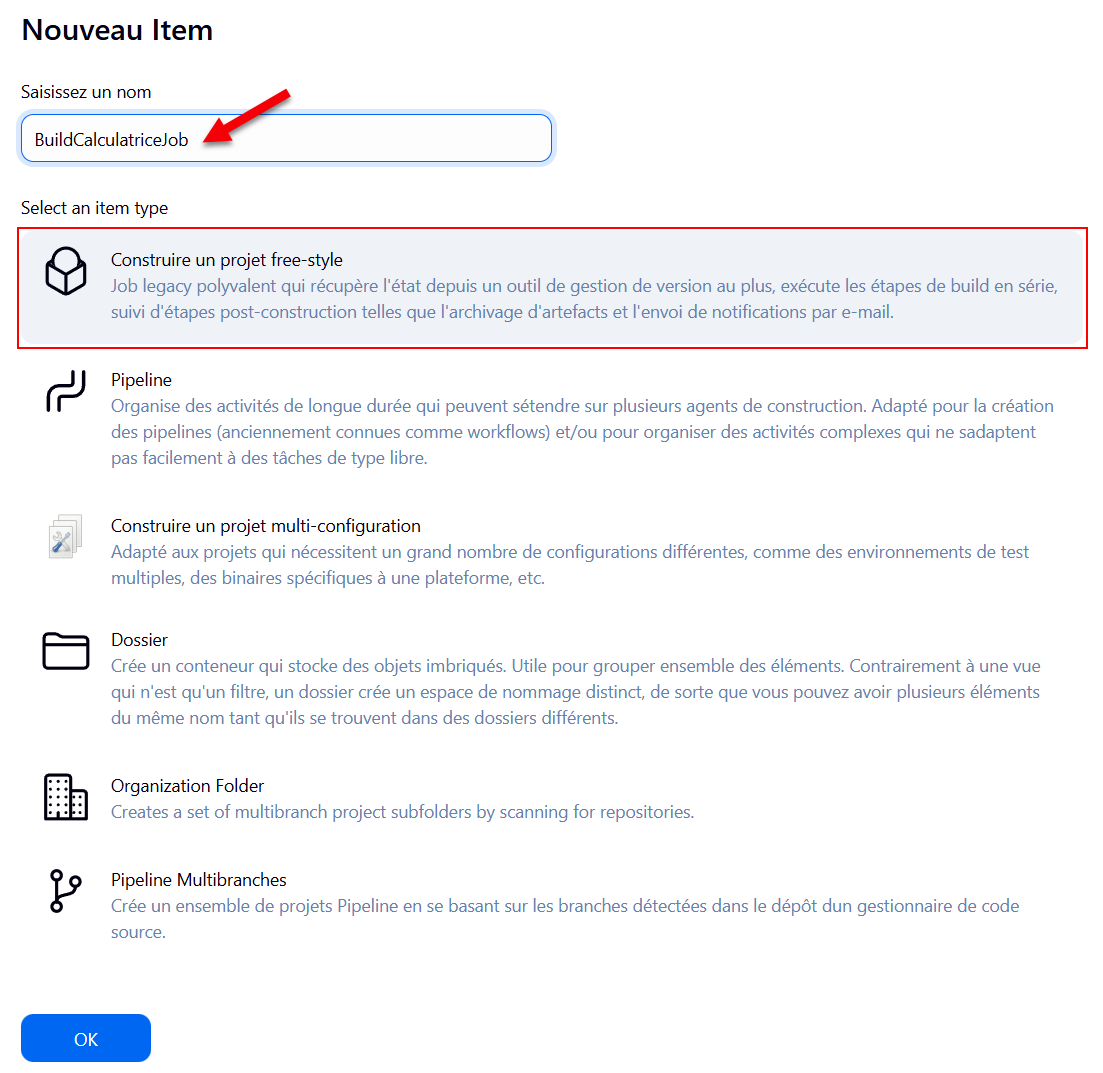 Nouveau Item
Saisissez un nom
BuildCalculatriceJob
Select an item type
Construire un projet free-style
Job legacy polyvalent qui récupère l'état depuis un outil de gestion de version au plus, exécute les étapes de build en série,
suivi d'étapes post-construction telles que l'archivage d'artefacts et l'envoi de notifications par e-mail.
Pipeline
Organise des activités de longue durée qui peuvent sétendre sur plusieurs agents de construction. Adapté pour la création
des pipelines (anciennement connues comme workflows) et/ou pour organiser des activités complexes qui ne sadaptent
pas facilement à des tâches de type libre.
Construire un projet multi-configuration
Adapté aux projets qui nécessitent un grand nombre de configurations différentes, comme des environnements de test
multiples, des binaires spécifiques à une plateforme, etc.
Dossier
Crée un conteneur qui stocke des objets imbriqués. Utile pour grouper ensemble des éléments. Contrairement à une vue
qui n'est qu'un filtre, un dossier crée un espace de nommage distinct, de sorte que vous pouvez avoir plusieurs éléments
du même nom tant qu'ils se trouvent dans des dossiers différents.
Organization Folder
Creates a set of multibranch project subfolders by scanning for repositories.
Pipeline Multibranches
Crée un ensemble de projets Pipeline en se basant sur les branches détectées dans le dépôt dun gestionnaire de code
source.
OK